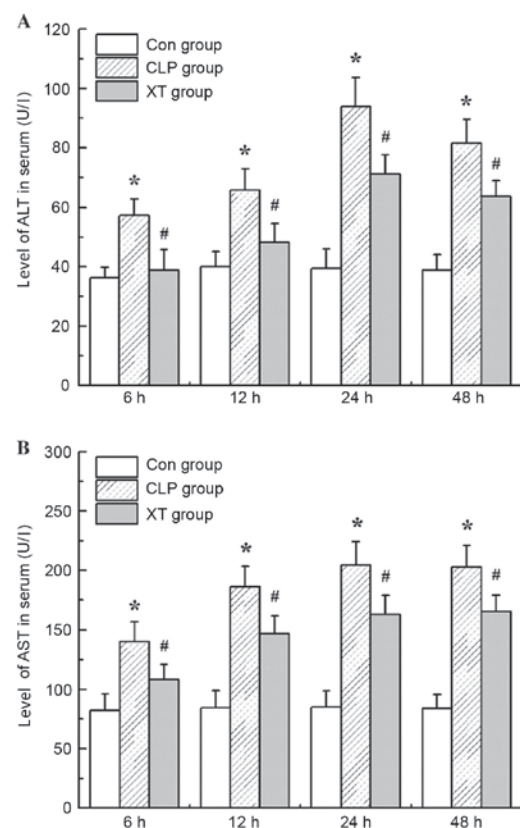 A
Level of ALT in serum (U/l)
120
100
80
60
40
20
0
Con group
CLP group
XT group
*
#
*
#
*
#
*
#
6 h
12 h
24 h
48 h
B
Level of AST in serum (U/l)
300
250
200
150
100
50
0
Con group
CLP group
XT group
*
#
*
#
*
#
*
#
6 h
12 h
24 h
48 h